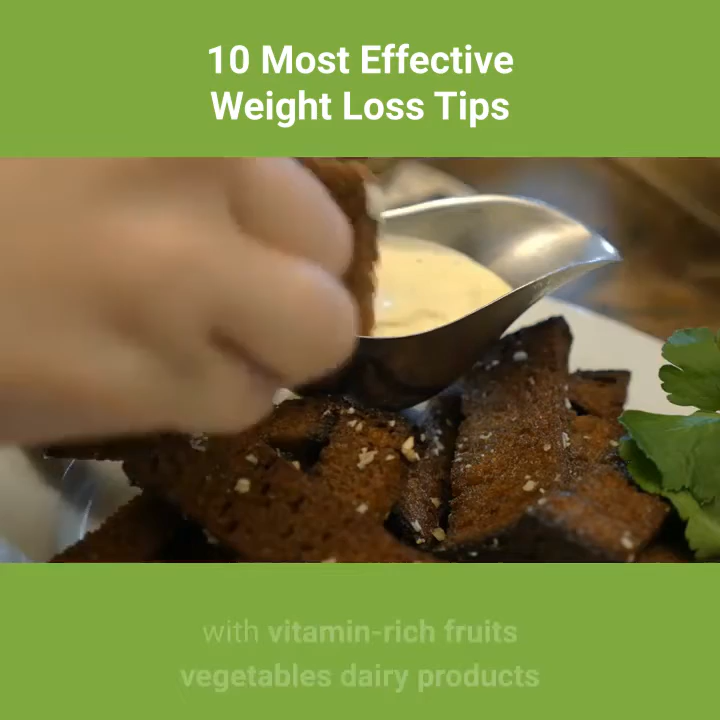 10 Most Effective
Weight Loss Tips
with vitamin-rich fruits
vegetables dairy products